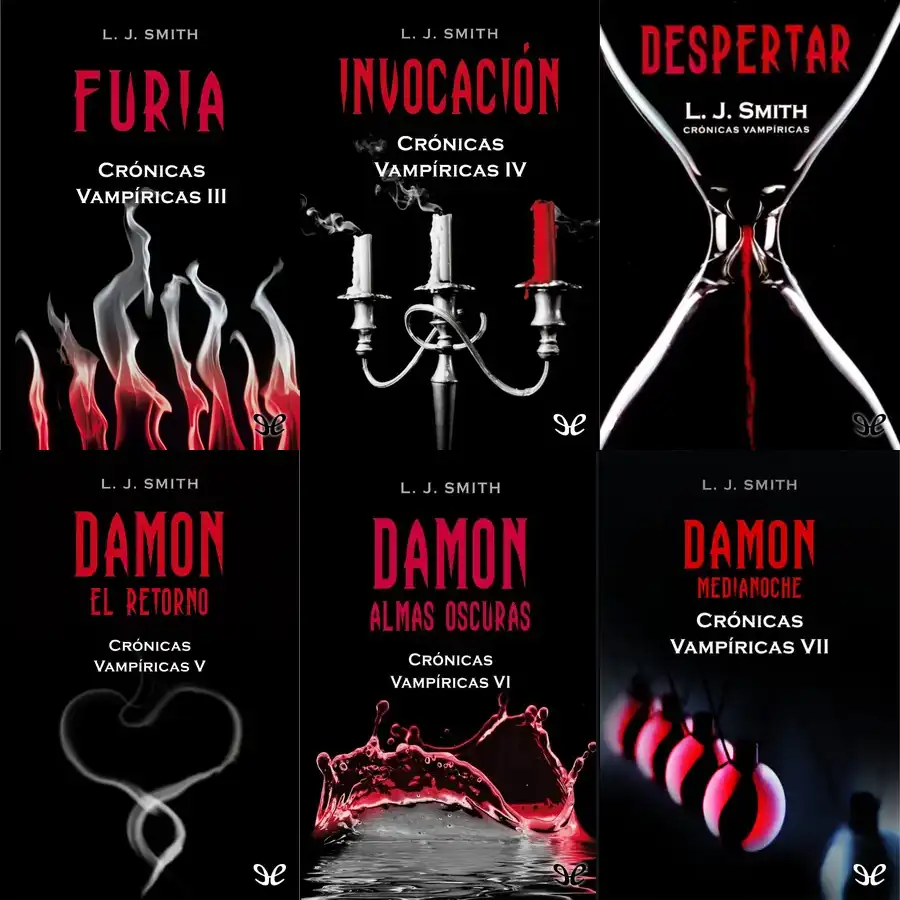 L. J. SMITH
FURIA
CRÓNICAS
VAMPÍRICAS III
L. J. SMITH
INVOCACIÓN
CRÓNICAS
VAMPÍRICAS IV
DESPERTAR
L. J. SMITH
CRÓNICAS VAMPÍRICAS
L. J. SMITH
DAMON
EL RETORNO
CRÓNICAS
VAMPÍRICAS V
L. J. SMITH
DAMON
ALMAS OSCURAS
CRÓNICAS
VAMPÍRICAS VI
L. J. SMITH
DAMON
MEDIANOCHE
CRÓNICAS
VAMPÍRICAS VII